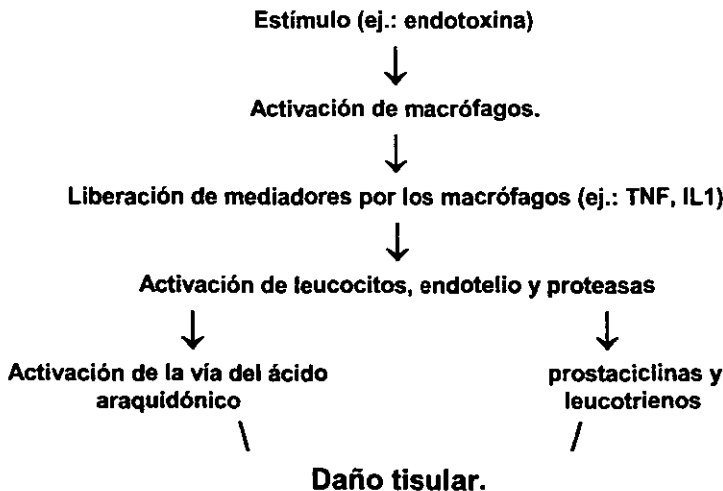 Estímulo (ej.: endotoxina)
Activación de macrófagos.
Liberación de mediadores por los macrófagos (ej.: TNF, IL1)
Activación de leucocitos, endotelio y proteasas
Activación de la vía del ácido
araquidónico
prostaciclinas y
leucotrienos
Daño tisular.